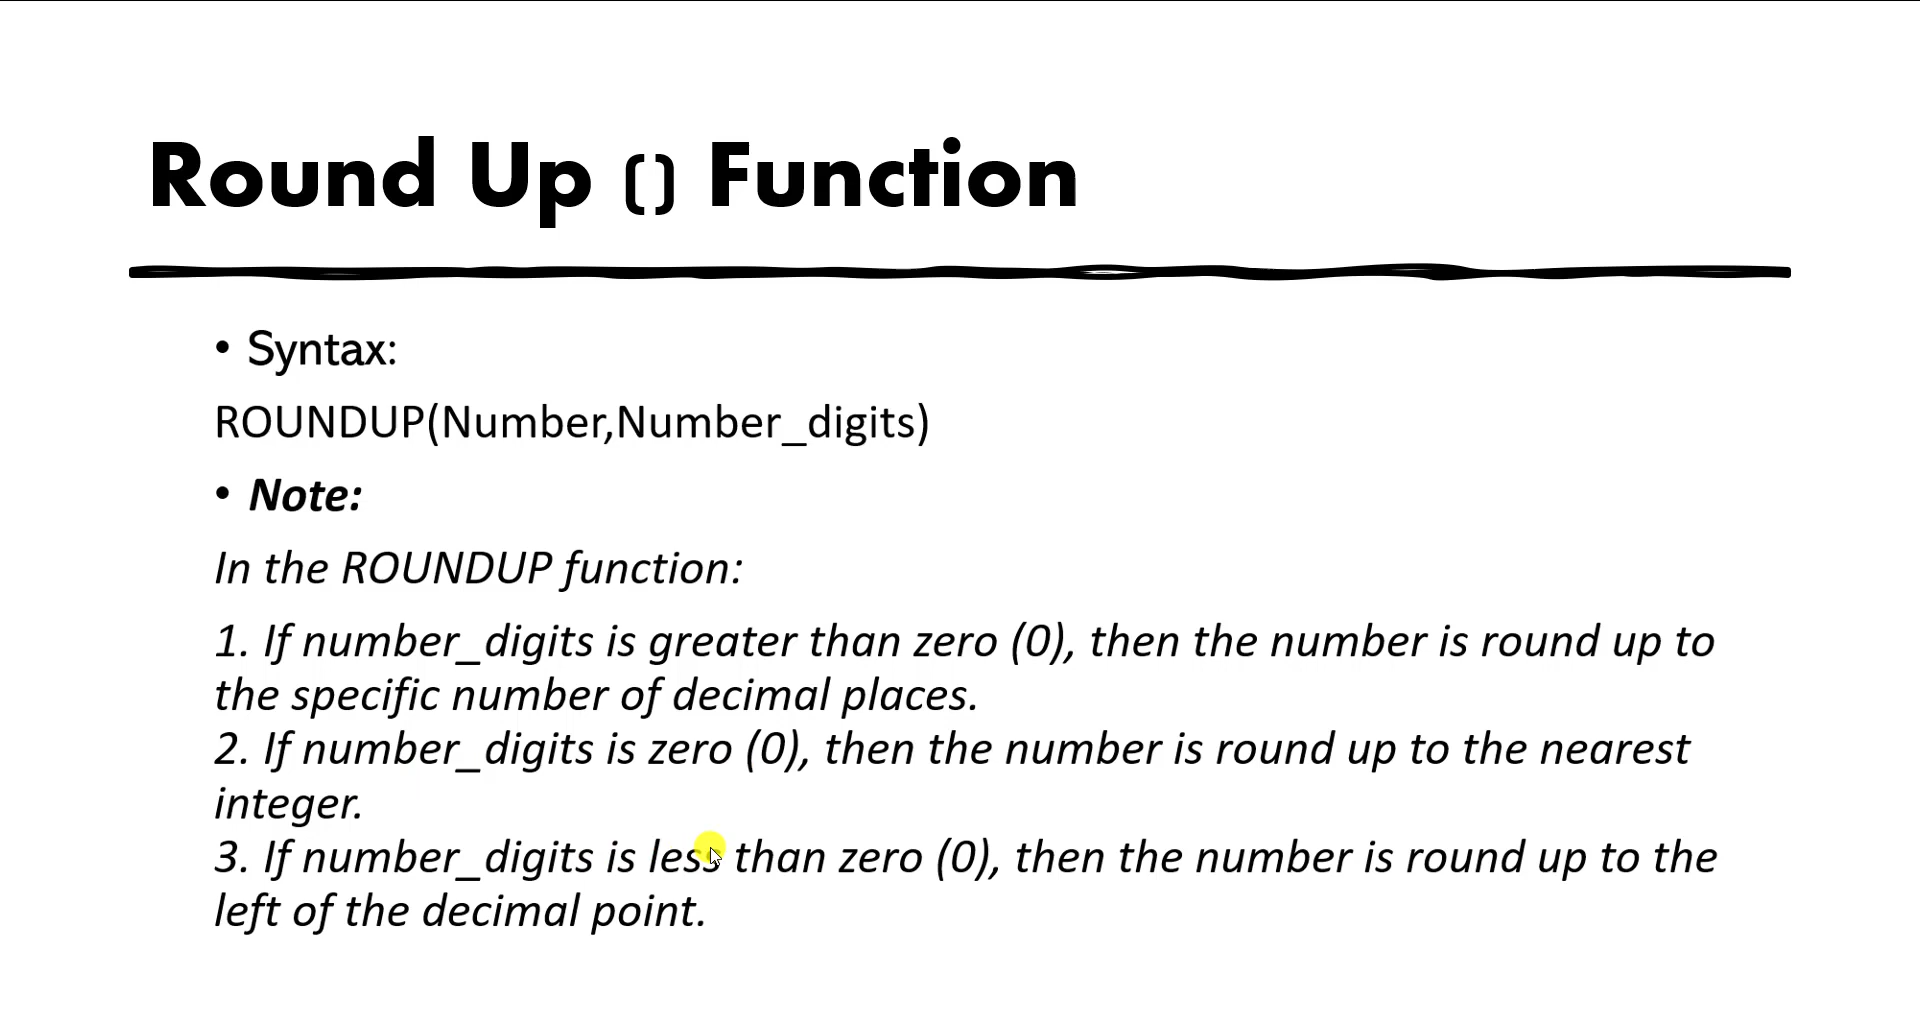 Round Up () Function
• Syntax:
ROUNDUP(Number,Number_digits)
• Note:
In the ROUNDUP function:
1. If number_digits is greater than zero (0), then the number is round up to
the specific number of decimal places.
2. If number_digits is zero (0), then the number is round up to the nearest
integer.
3. If number_digits is less than zero (0), then the number is round up to the
left of the decimal point.